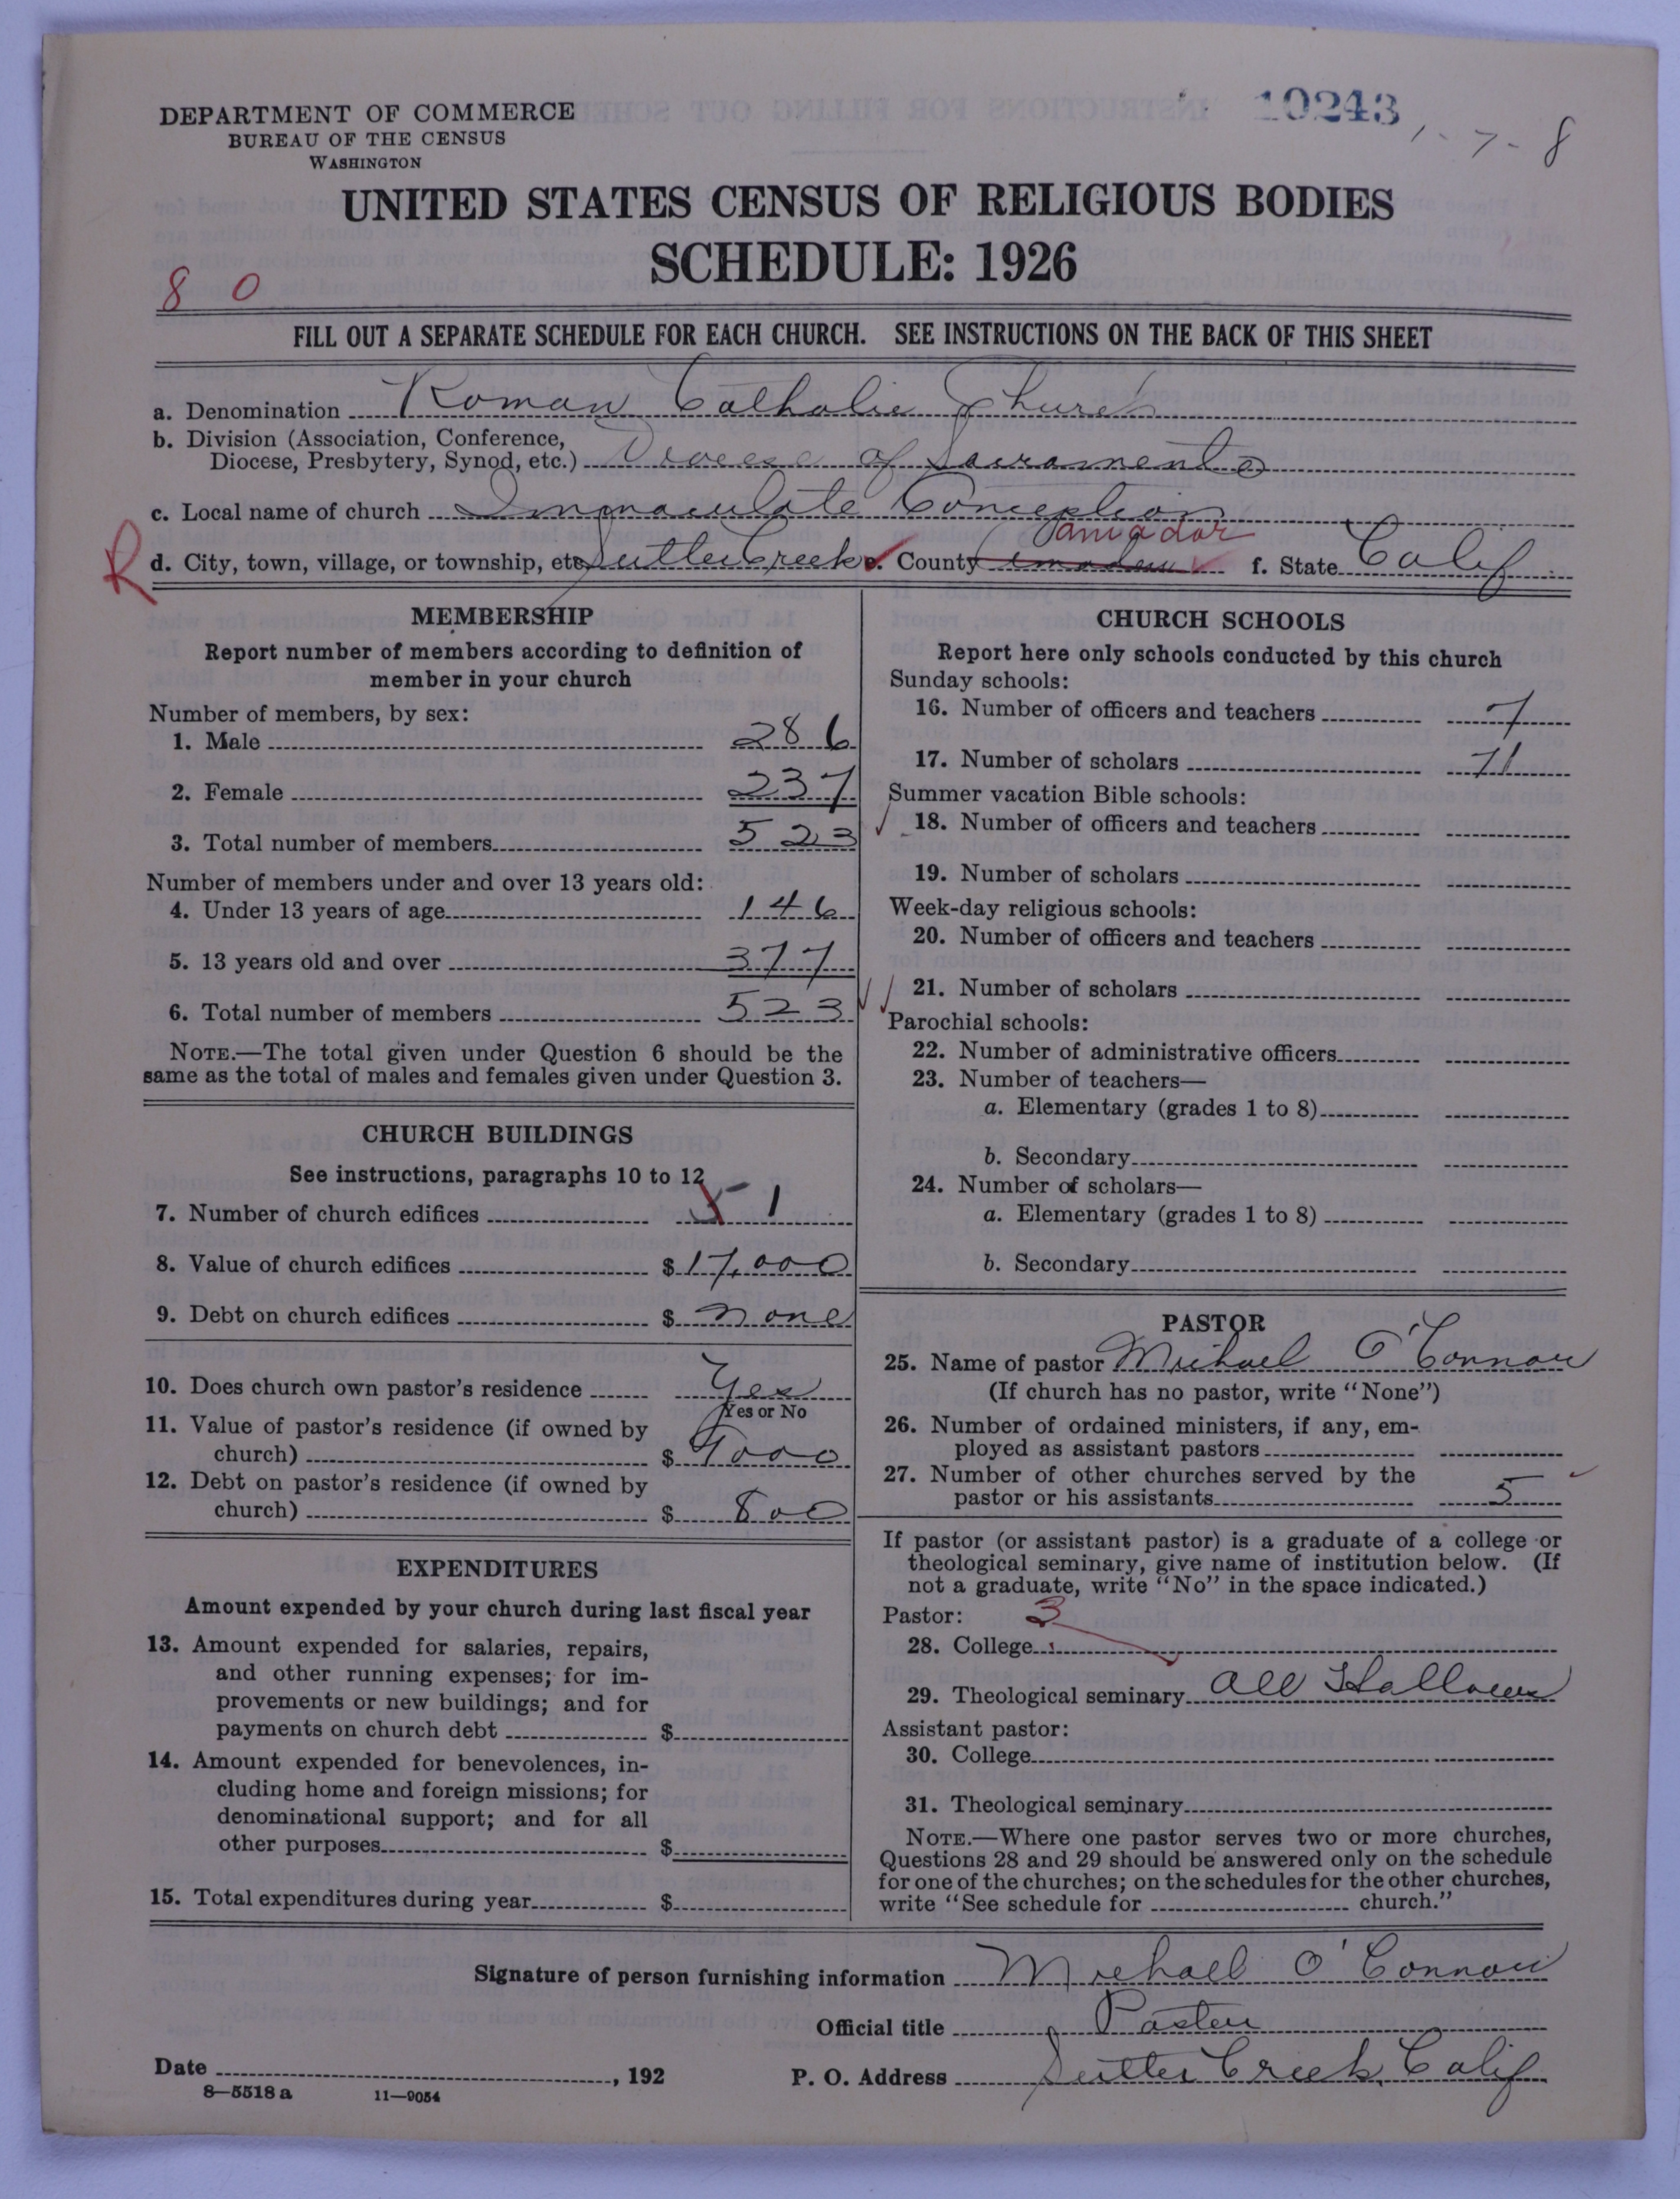 DEPARTMENT OF COMMERCE
BUREAU OF THE CENSUS
WASHINGTON
10243
1-7-8
UNITED STATES CENSUS OF RELIGIOUS BODIES
SCHEDULE: 1926
8 0
FILL OUT A SEPARATE SCHEDULE FOR EACH CHURCH. SEE INSTRUCTIONS ON THE BACK OF THIS SHEET
a. Denomination Roman Catholic Church
b. Division (Association, Conference,
Diocese, Presbytery, Synod, etc.) Diocese of Sacramento
c. Local name of church Immaculate Conception
R d. City, town, village, or township, etc. Sutter Creek e. County Amador f. State Calif
MEMBERSHIP
Report number of members according to definition of
member in your church
Number of members, by sex:
1. Male 286
2. Female 237
3. Total number of members 523
Number of members under and over 13 years old:
4. Under 13 years of age 146
5. 13 years old and over 377
6. Total number of members 523
NOTE.—The total given under Question 6 should be the
same as the total of males and females given under Question 3.
CHURCH BUILDINGS
See instructions, paragraphs 10 to 12
7. Number of church edifices 5 1
8. Value of church edifices $17,000
9. Debt on church edifices $ none
10. Does church own pastor's residence Yes
Yes or No
11. Value of pastor's residence (if owned by
church) $ 9000
12. Debt on pastor's residence (if owned by
church) $ 800
EXPENDITURES
Amount expended by your church during last fiscal year
13. Amount expended for salaries, repairs,
and other running expenses; for im-
provements or new buildings; and for
payments on church debt $
14. Amount expended for benevolences, in-
cluding home and foreign missions; for
denominational support; and for all
other purposes $
15. Total expenditures during year $
CHURCH SCHOOLS
Report here only schools conducted by this church
Sunday schools:
16. Number of officers and teachers 7
17. Number of scholars 71
Summer vacation Bible schools:
18. Number of officers and teachers
19. Number of scholars
Week-day religious schools:
20. Number of officers and teachers
21. Number of scholars
Parochial schools:
22. Number of administrative officers
23. Number of teachers—
a. Elementary (grades 1 to 8)
b. Secondary
24. Number of scholars—
a. Elementary (grades 1 to 8)
b. Secondary
PASTOR
25. Name of pastor Michael O'Connor
(If church has no pastor, write "None")
26. Number of ordained ministers, if any, em-
ployed as assistant pastors
27. Number of other churches served by the
pastor or his assistants 5
If pastor (or assistant pastor) is a graduate of a college or
theological seminary, give name of institution below. (If
not a graduate, write "No" in the space indicated.)
Pastor: 3
28. College
29. Theological seminary All Hallows
Assistant pastor:
30. College
31. Theological seminary
NOTE.—Where one pastor serves two or more churches,
Questions 28 and 29 should be answered only on the schedule
for one of the churches; on the schedules for the other churches,
write "See schedule for church."
Signature of person furnishing information Michael O'Connor
Official title Pastor
Date , 192 P. O. Address Sutter Creek, Calif
8—5518 a 11—9054